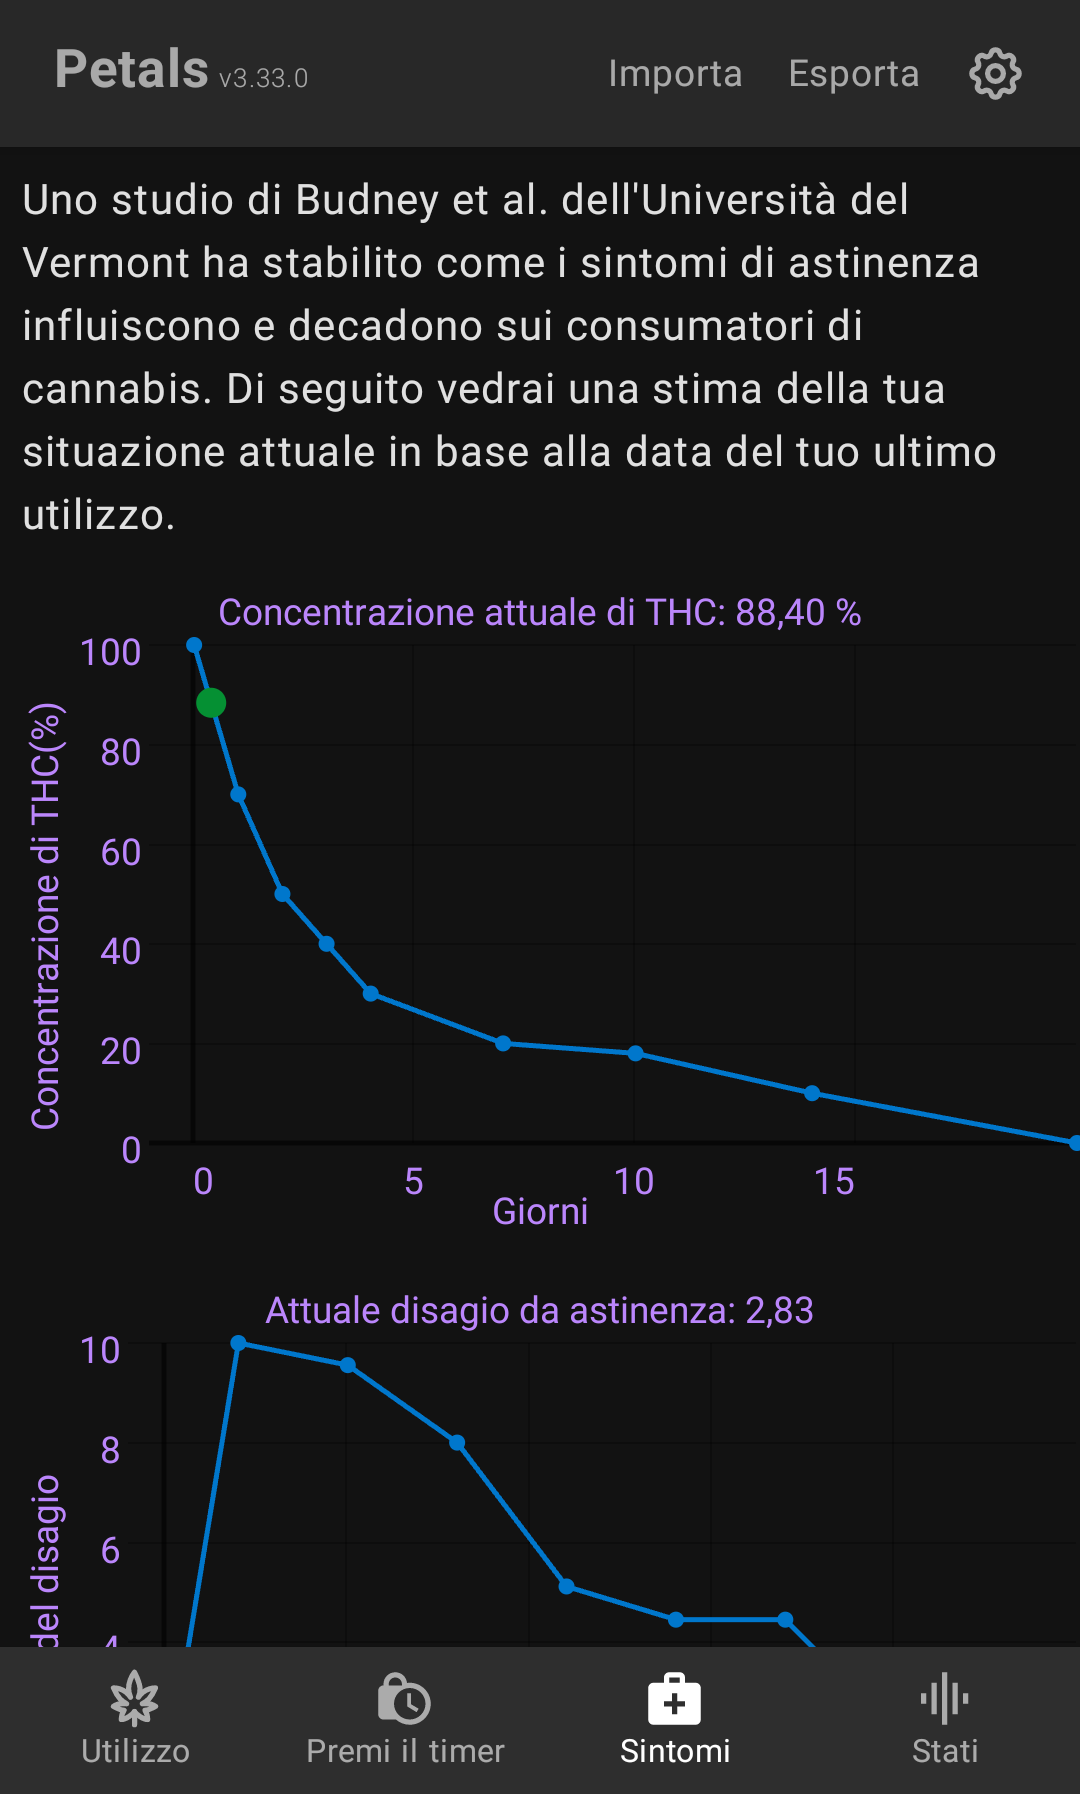 Petals v3.33.0 Importa Esporta
Uno studio di Budney et al. dell'Università del
Vermont ha stabilito come i sintomi di astinenza
influiscono e decadono sui consumatori di
cannabis. Di seguito vedrai una stima della tua
situazione attuale in base alla data del tuo ultimo
utilizzo.
Concentrazione attuale di THC: 88,40 %
Concentrazione di THC(%)
100
80
60
40
20
0
0 5 10 15
Giorni
Attuale disagio da astinenza: 2,83
del disagio
10
8
6
4
Utilizzo Premi il timer Sintomi Stati